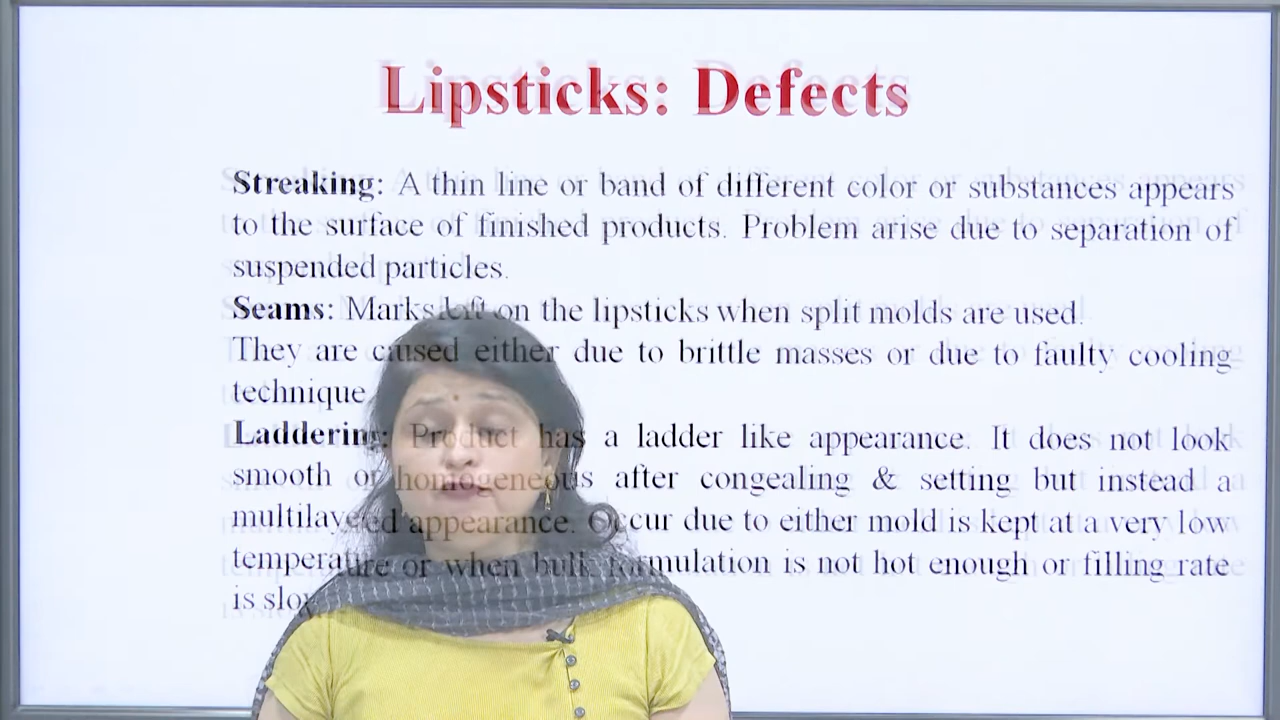 Lipsticks: Defects
Streaking: A thin line or band of different color or substances appears
to the surface of finished products. Problem arise due to separation of
suspended particles.
Seams: Marks left on the lipsticks when split molds are used.
They are caused either due to brittle masses or due to faulty cooling
technique
Laddering: Product has a ladder like appearance. It does not look
smooth or homogeneous after congealing & setting but instead a
multilayered appearance. Occur due to either mold is kept at a very low
temperature or when bulk formulation is not hot enough or filling rate
is slow